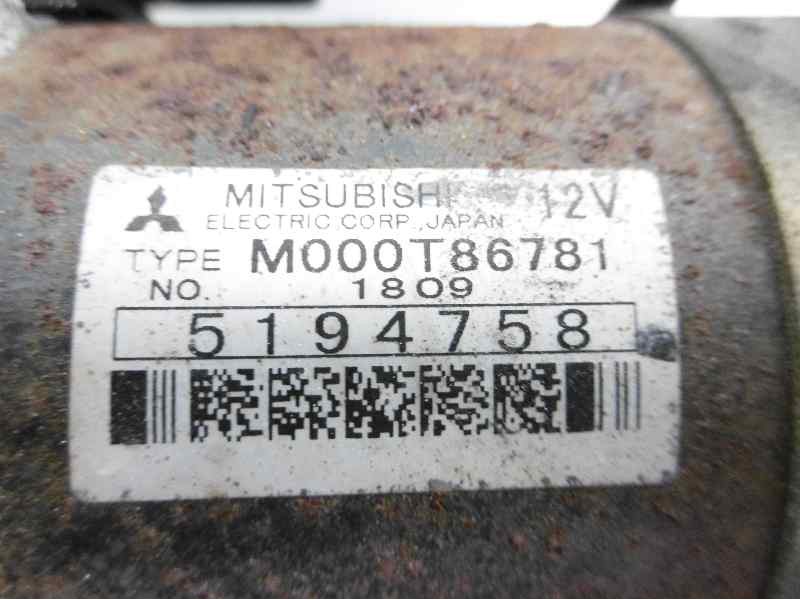 MITSUBISHI 12V
ELECTRIC CORP., JAPAN
TYPE M000T86781
NO. 1809
5194758